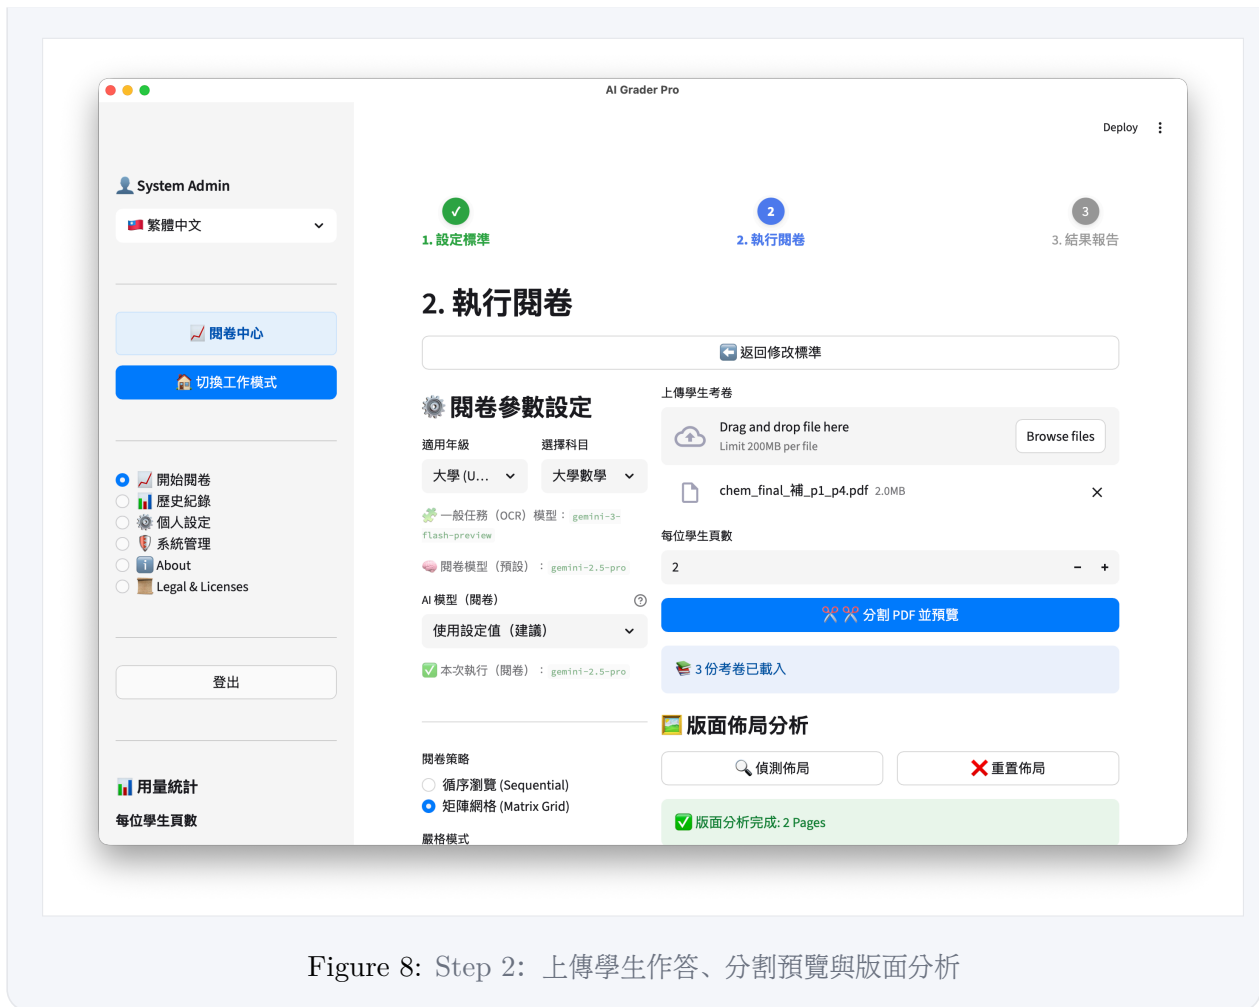 AI Grader Pro
Deploy
System Admin
繁體中文
閱卷中心
切換工作模式
開始閱卷
歷史紀錄
個人設定
系統管理
About
Legal & Licenses
登出
用量統計
每位學生頁數
2
3
1. 設定標準
2. 執行閱卷
3. 結果報告
2. 執行閱卷
返回修改標準
閱卷參數設定
適用年級
選擇科目
大學 (U...
大學數學
一般任務（OCR）模型： gemini-3-
flash-preview
閱卷模型（預設）： gemini-2.5-pro
AI 模型（閱卷）
使用設定值（建議）
本次執行（閱卷）： gemini-2.5-pro
閱卷策略
循序瀏覽 (Sequential)
矩陣網格 (Matrix Grid)
嚴格模式
上傳學生考卷
Drag and drop file here
Limit 200MB per file
Browse files
chem_final_補_p1_p4.pdf 2.0MB
每位學生頁數
2
分割 PDF 並預覽
3 份考卷已載入
版面佈局分析
偵測佈局
重置佈局
版面分析完成: 2 Pages
Figure 8: Step 2: 上傳學生作答、分割預覽與版面分析